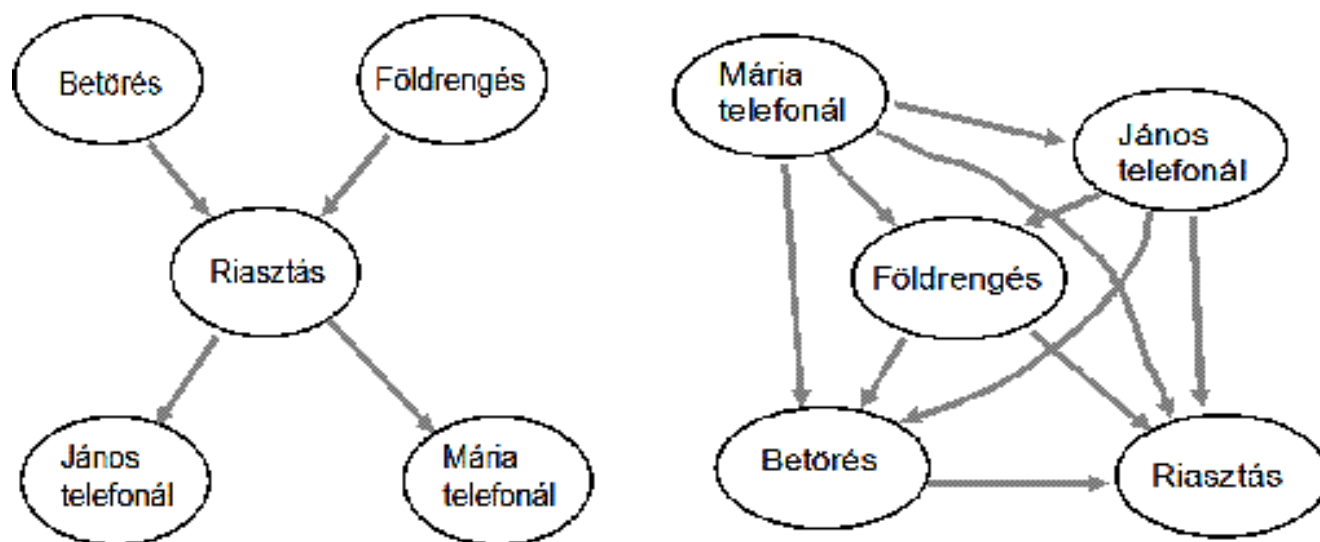 Betörés
Földrengés
Riasztás
János
telefonál
Mária
telefonál
Mária
telefonál
János
telefonál
Földrengés
Betörés
Riasztás